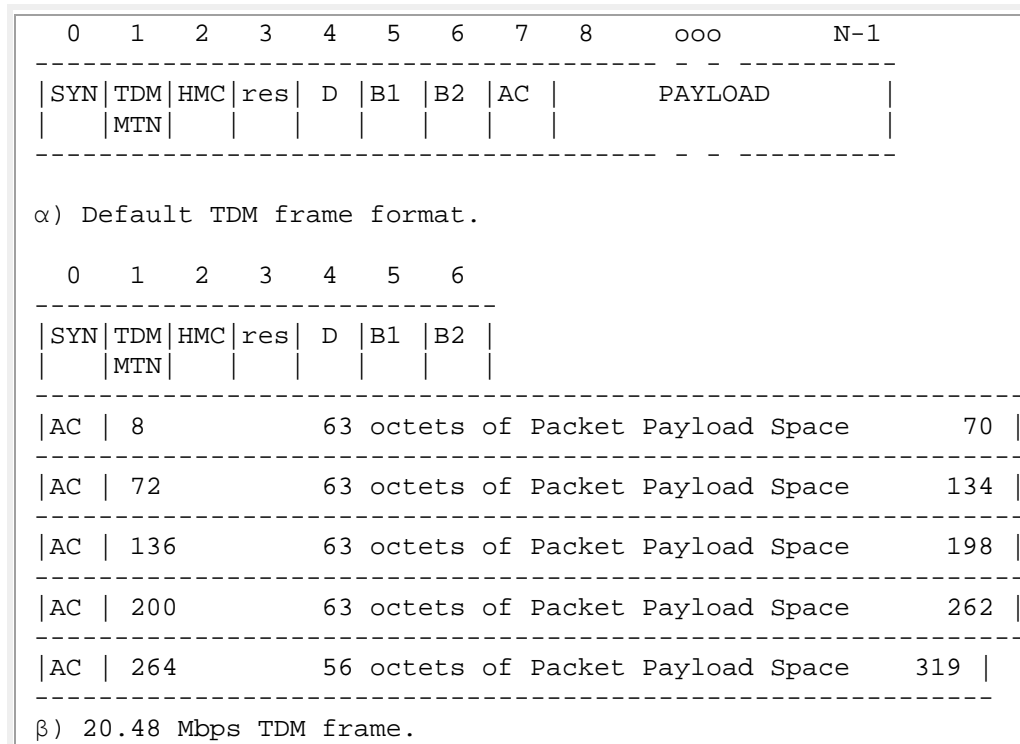 0 1 2 3 4 5 6 7 8 ooo N-1
--------------------------------------- - - ----------
|SYN|TDM|HMC|res| D |B1 |B2 |AC | PAYLOAD |
| |MTN| | | | | | | |
--------------------------------------- - - ----------
α) Default TDM frame format.
0 1 2 3 4 5 6
-----------------------------
|SYN|TDM|HMC|res| D |B1 |B2 |
| |MTN| | | | | |
--------------------------------------------------------------
|AC | 8 63 octets of Packet Payload Space 70 |
--------------------------------------------------------------
|AC | 72 63 octets of Packet Payload Space 134 |
--------------------------------------------------------------
|AC | 136 63 octets of Packet Payload Space 198 |
--------------------------------------------------------------
|AC | 200 63 octets of Packet Payload Space 262 |
--------------------------------------------------------------
|AC | 264 56 octets of Packet Payload Space 319 |
------------------------------------------------------------
β) 20.48 Mbps TDM frame.